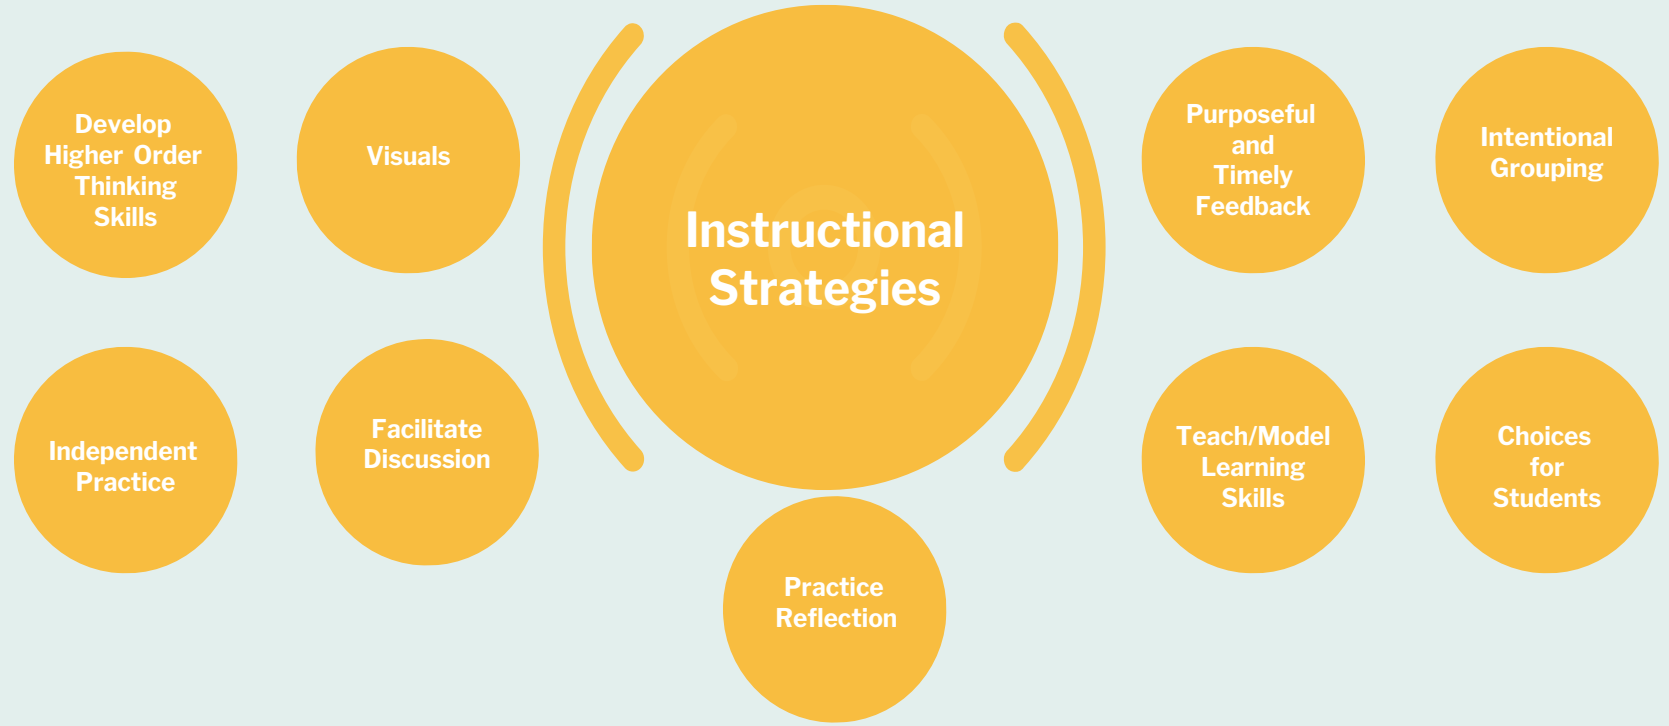 Develop
Higher Order
Thinking
Skills
Visuals
Instructional
Strategies
Purposeful
and
Timely
Feedback
Intentional
Grouping
Independent
Practice
Facilitate
Discussion
Teach/Model
Learning
Skills
Choices
for
Students
Practice
Reflection